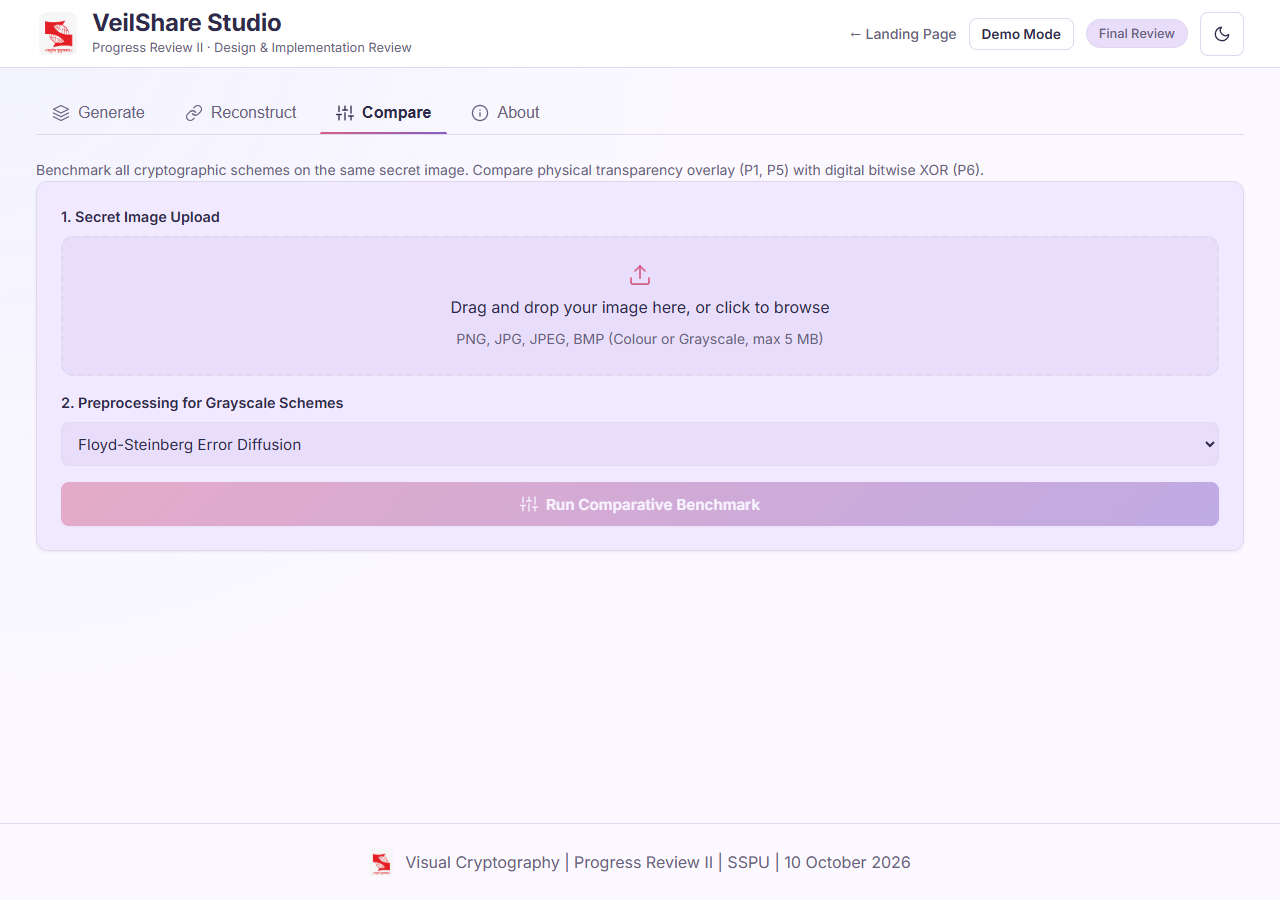 VeilShare Studio
Progress Review II · Design & Implementation Review
← Landing Page
Demo Mode
Final Review
Generate
Reconstruct
Compare
About
Benchmark all cryptographic schemes on the same secret image. Compare physical transparency overlay (P1, P5) with digital bitwise XOR (P6).
1. Secret Image Upload
Drag and drop your image here, or click to browse
PNG, JPG, JPEG, BMP (Colour or Grayscale, max 5 MB)
2. Preprocessing for Grayscale Schemes
Floyd-Steinberg Error Diffusion
Run Comparative Benchmark
Visual Cryptography | Progress Review II | SSPU | 10 October 2026